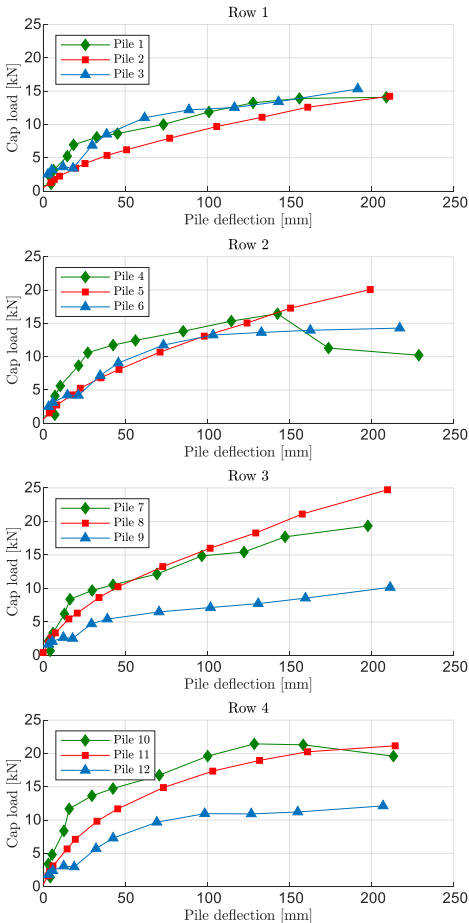 Row 1
25
20
15
10
5
0
Cap load [kN]
Pile 1
Pile 2
Pile 3
0 50 100 150 200 250
Pile deflection [mm]
Row 2
25
20
15
10
5
0
Cap load [kN]
Pile 4
Pile 5
Pile 6
0 50 100 150 200 250
Pile deflection [mm]
Row 3
25
20
15
10
5
0
Cap load [kN]
Pile 7
Pile 8
Pile 9
0 50 100 150 200 250
Pile deflection [mm]
Row 4
25
20
15
10
5
0
Cap load [kN]
Pile 10
Pile 11
Pile 12
0 50 100 150 200 250
Pile deflection [mm]